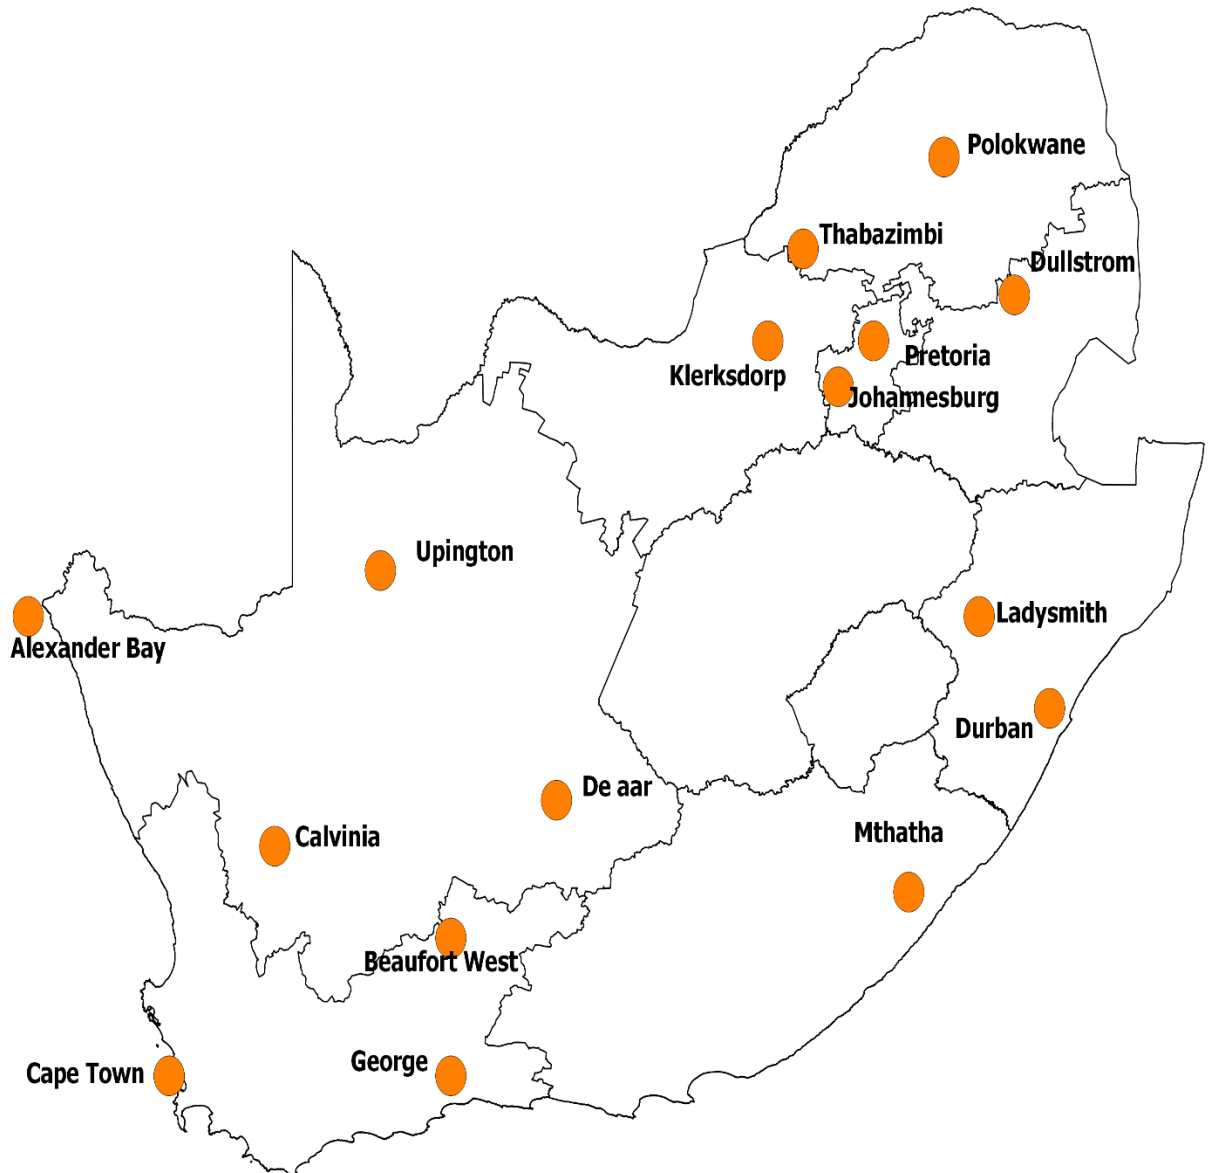 Polokwane
Thabazimbi
Dullstrom
Pretoria
Klerksdorp
Johannesburg
Upington
Ladysmith
Alexander Bay
Durban
De aar
Mthatha
Calvinia
Beaufort West
George
Cape Town